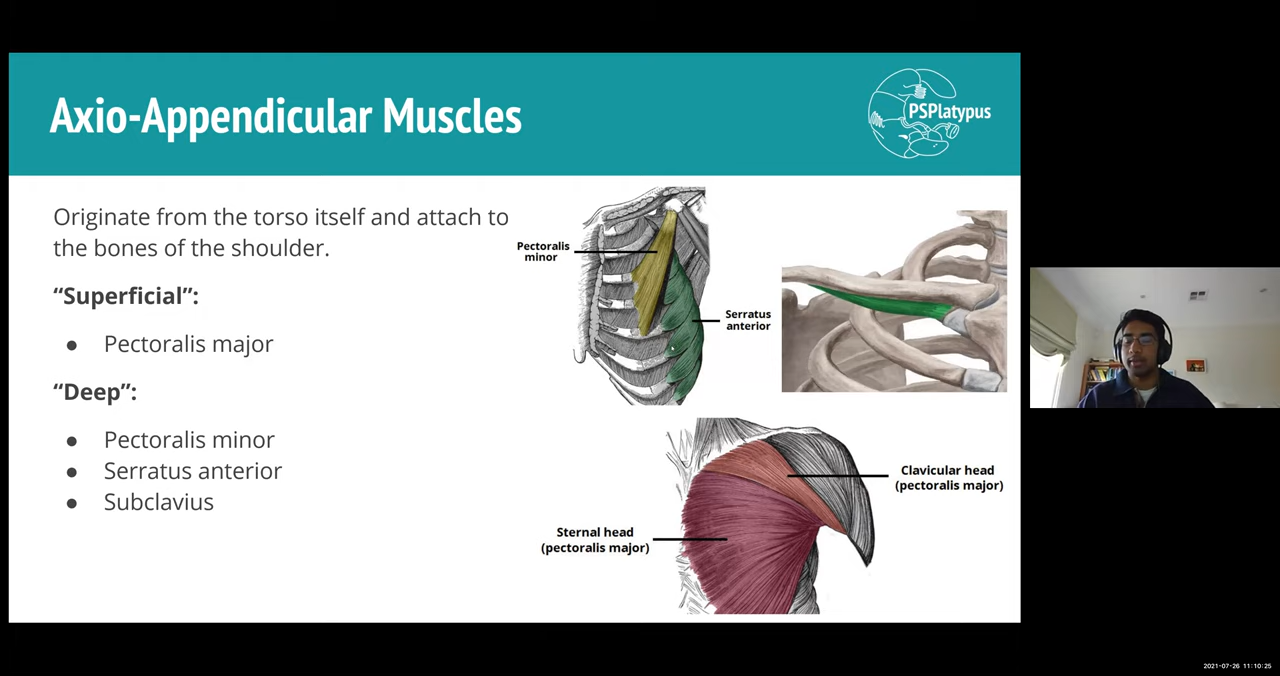 Axio-Appendicular Muscles
PSPlatypus
Originate from the torso itself and attach to
the bones of the shoulder.
“Superficial”:
● Pectoralis major
“Deep”:
● Pectoralis minor
● Serratus anterior
● Subclavius
Pectoralis
minor
Serratus
anterior
Clavicular head
(pectoralis major)
Sternal head
(pectoralis major)
2021-07-26 11:10:25